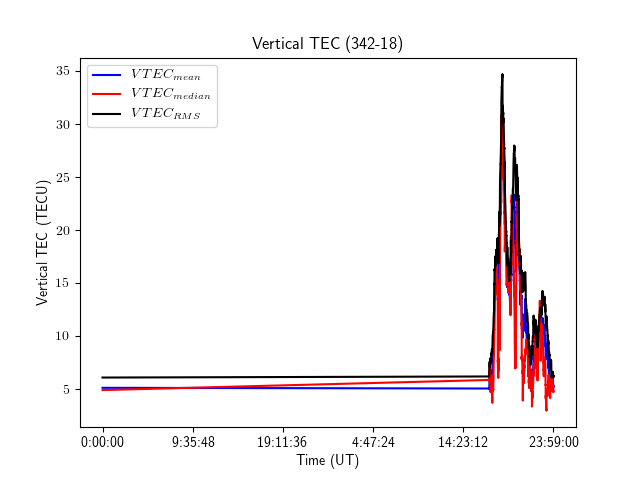 Vertical TEC (342-18)
VTEC_mean
VTEC_median
VTEC_RMS
Vertical TEC (TECU)
35
30
25
20
15
10
5
0:00:00 9:35:48 19:11:36 4:47:24 14:23:12 23:59:00
Time (UT)